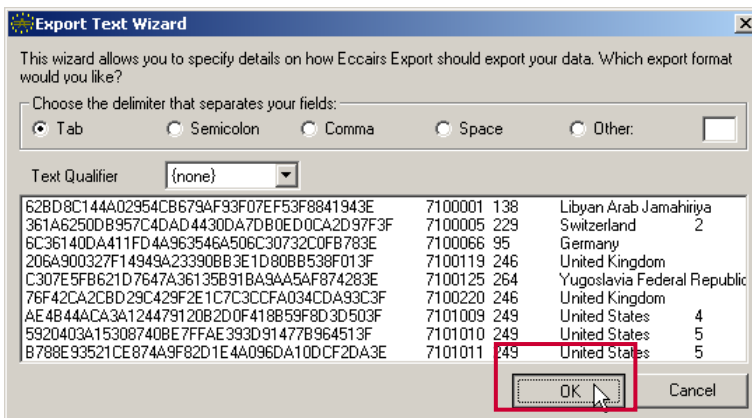 Export Text Wizard
This wizard allows you to specify details on how Eccairs Export should export your data. Which export format
would you like?
Choose the delimiter that separates your fields:
Tab Semicolon Comma Space Other:
Text Qualifier {none}
62BD8C144A02954CB679AF93F07EF53F8841943E 7100001 138 Libyan Arab Jamahiriya
361A6250DB957C4DAD4430DA7DB0ED0CA2D97F3F 7100005 229 Switzerland 2
6C36140DA411FD4A963546A506C30732C0FB783E 7100066 95 Germany
206A900327F14949A23390BB3E1D80BB538F013F 7100119 246 United Kingdom
C307E5FB621D7647A36135B91BA9AA5AF874283E 7100125 264 Yugoslavia Federal Republic
76F42CA2CBD29C429F2E1C7C3CCFA034CDA93C3F 7100220 246 United Kingdom
AE4B44ACA3A124479120B2D0F418B59F8D3D503F 7101009 249 United States 4
5920403A15308740BE7FFAE393D91477B964513F 7101010 249 United States 5
B788E93521CE874A9F82D1E4A096DA10DCF2DA3E 7101011 249 United States 5
OK Cancel